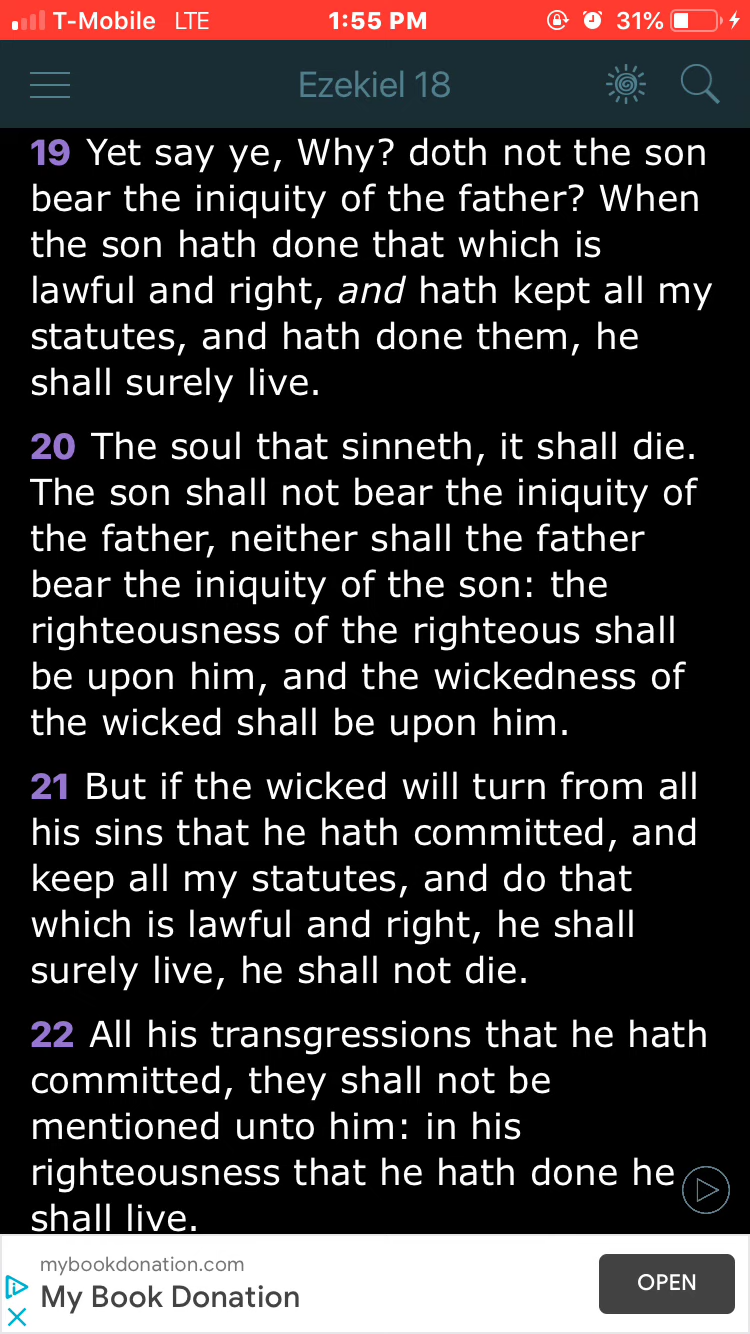 T-Mobile LTE 1:55 PM 31%
Ezekiel 18
19 Yet say ye, Why? doth not the son
bear the iniquity of the father? When
the son hath done that which is
lawful and right, and hath kept all my
statutes, and hath done them, he
shall surely live.
20 The soul that sinneth, it shall die.
The son shall not bear the iniquity of
the father, neither shall the father
bear the iniquity of the son: the
righteousness of the righteous shall
be upon him, and the wickedness of
the wicked shall be upon him.
21 But if the wicked will turn from all
his sins that he hath committed, and
keep all my statutes, and do that
which is lawful and right, he shall
surely live, he shall not die.
22 All his transgressions that he hath
committed, they shall not be
mentioned unto him: in his
righteousness that he hath done he
shall live.
mybookdonation.com
My Book Donation
OPEN